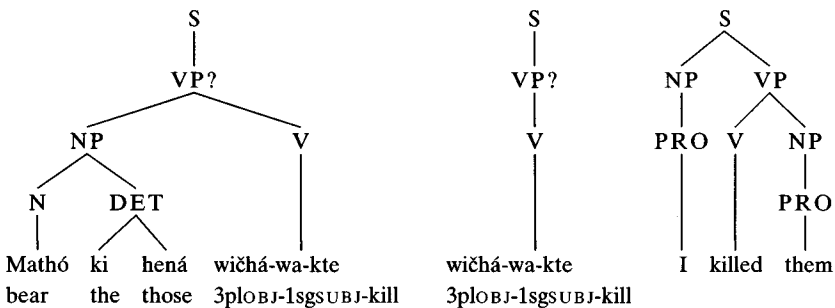 S S S
VP? VP? NP VP
NP V V PRO V NP
N DET PRO
Mathó ki hená wičhá-wa-kte wičhá-wa-kte I killed them
bear the those 3plOBJ-1sgSUBJ-kill 3plOBJ-1sgSUBJ-kill